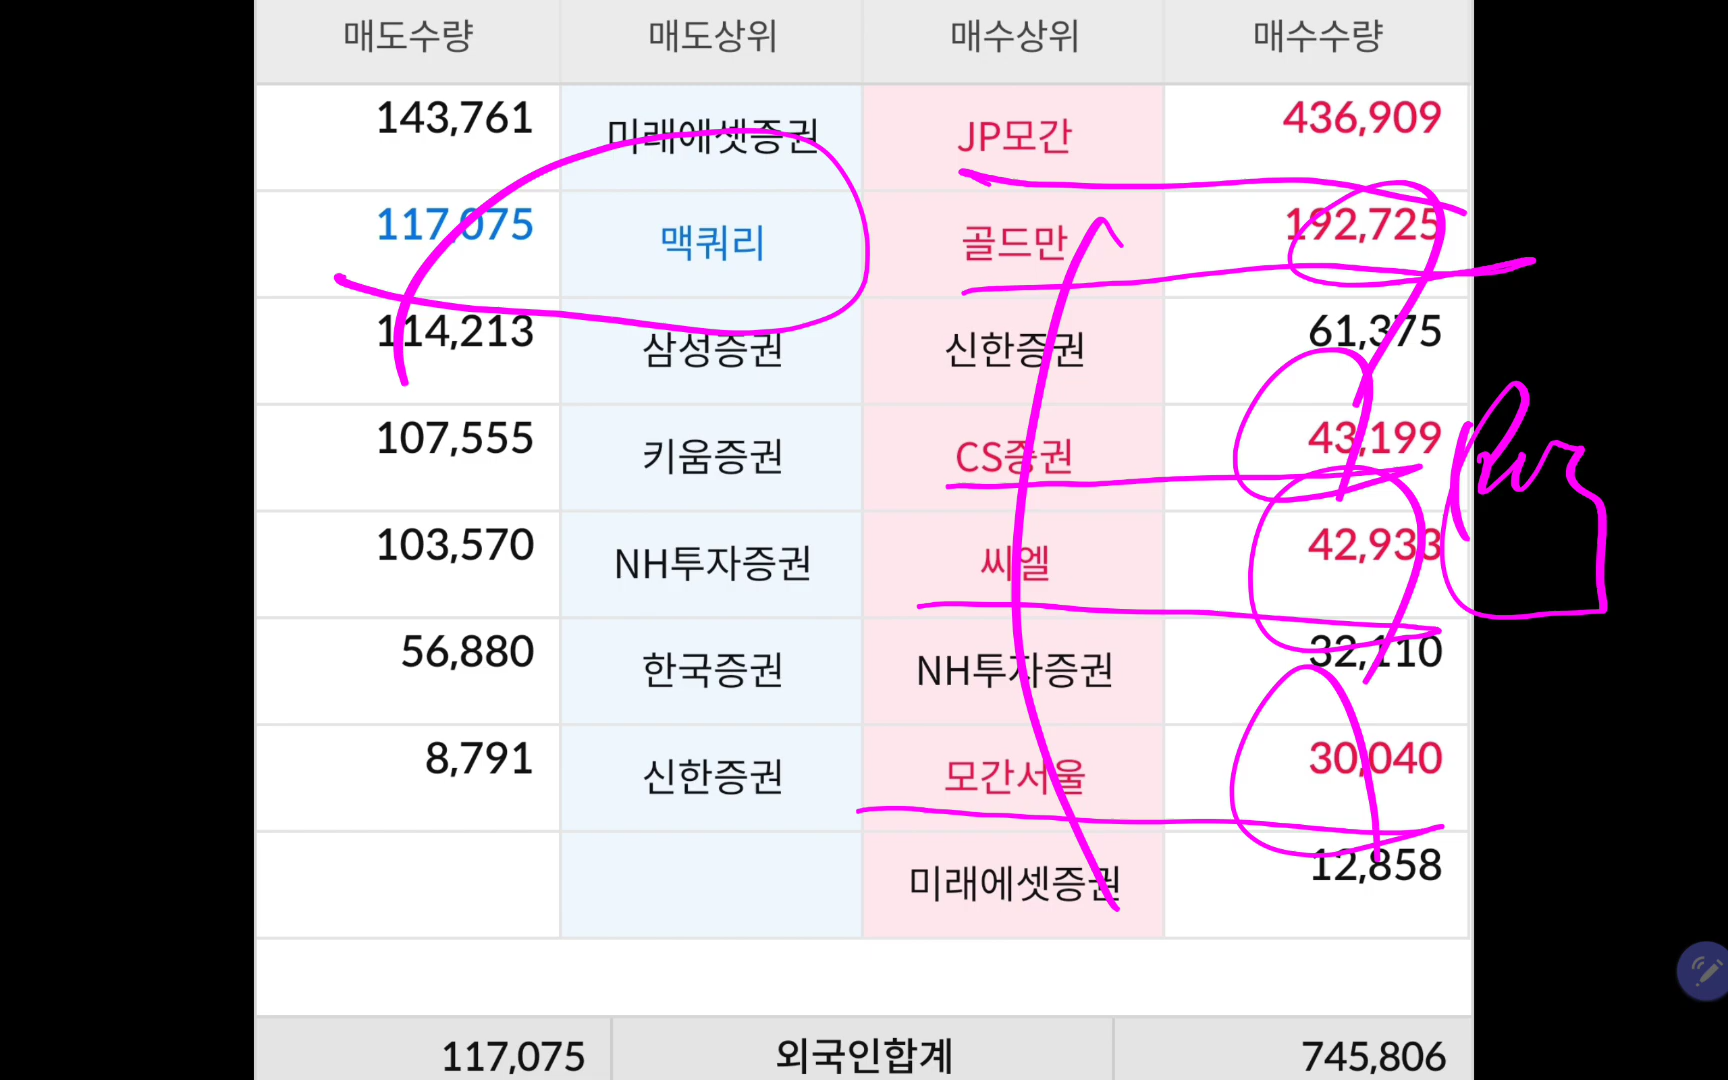 매도수량 매도상위 매수상위 매수수량
143,761 미래에셋증권 JP모간 436,909
117,075 맥쿼리 골드만 192,725
114,213 삼성증권 신한증권 61,375
107,555 키움증권 CS증권 43,199
103,570 NH투자증권 씨엘 42,933
56,880 한국증권 NH투자증권 32,110
8,791 신한증권 모간서울 30,040
미래에셋증권 12,858
117,075 외국인합계 745,806